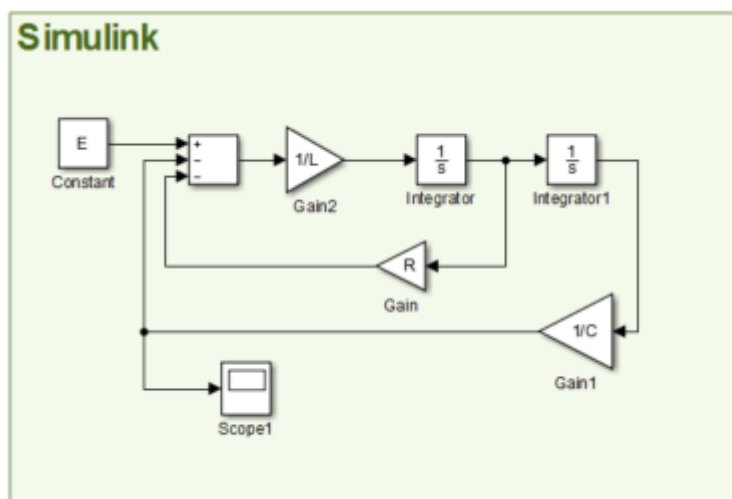 Simulink
E
Constant
+
−
−
1/L
Gain2
1
s
Integrator
1
s
Integrator1
R
Gain
1/C
Gain1
Scope1